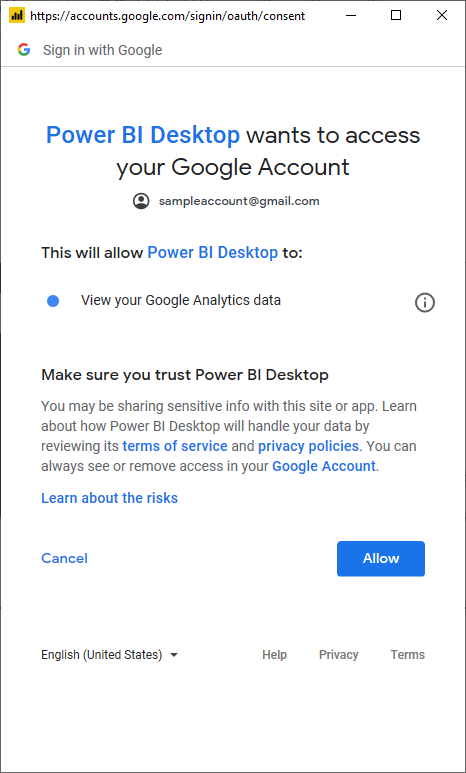 https://accounts.google.com/signin/oauth/consent
Sign in with Google
Power BI Desktop wants to access
your Google Account
sampleaccount@gmail.com
This will allow Power BI Desktop to:
View your Google Analytics data
Make sure you trust Power BI Desktop
You may be sharing sensitive info with this site or app. Learn
about how Power BI Desktop will handle your data by
reviewing its terms of service and privacy policies. You can
always see or remove access in your Google Account.
Learn about the risks
Cancel Allow
English (United States) Help Privacy Terms